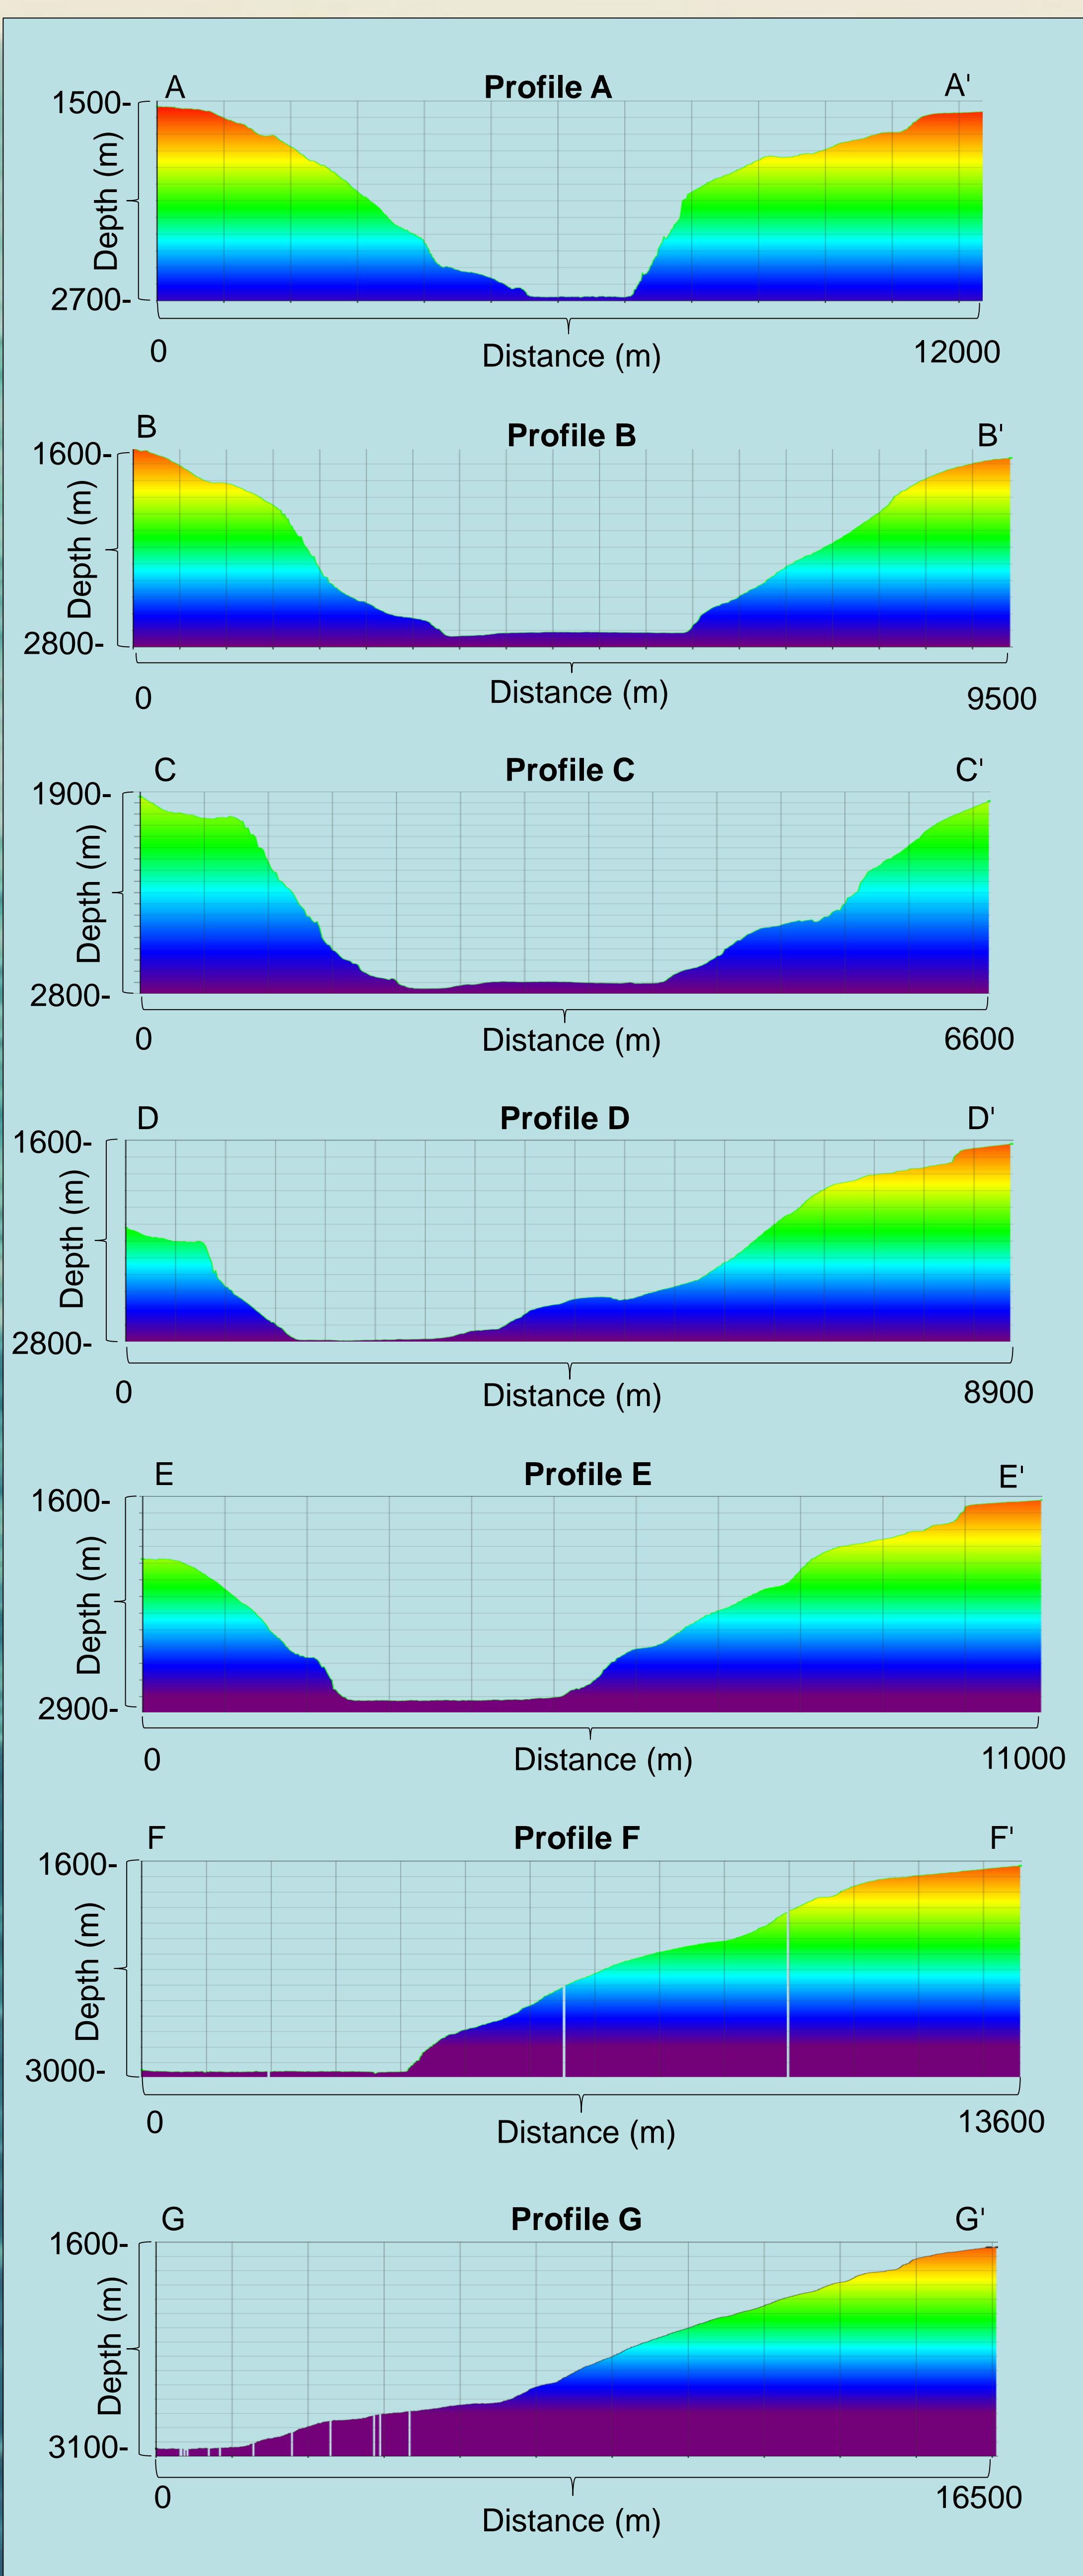 A Profile A A'
1500-
Depth (m)
2700-
0 Distance (m) 12000
B Profile B B'
1600-
Depth (m)
2800-
0 Distance (m) 9500
C Profile C C'
1900-
Depth (m)
2800-
0 Distance (m) 6600
D Profile D D'
1600-
Depth (m)
2800-
0 Distance (m) 8900
E Profile E E'
1600-
Depth (m)
2900-
0 Distance (m) 11000
F Profile F F'
1600-
Depth (m)
3000-
0 Distance (m) 13600
G Profile G G'
1600-
Depth (m)
3100-
0 Distance (m) 16500